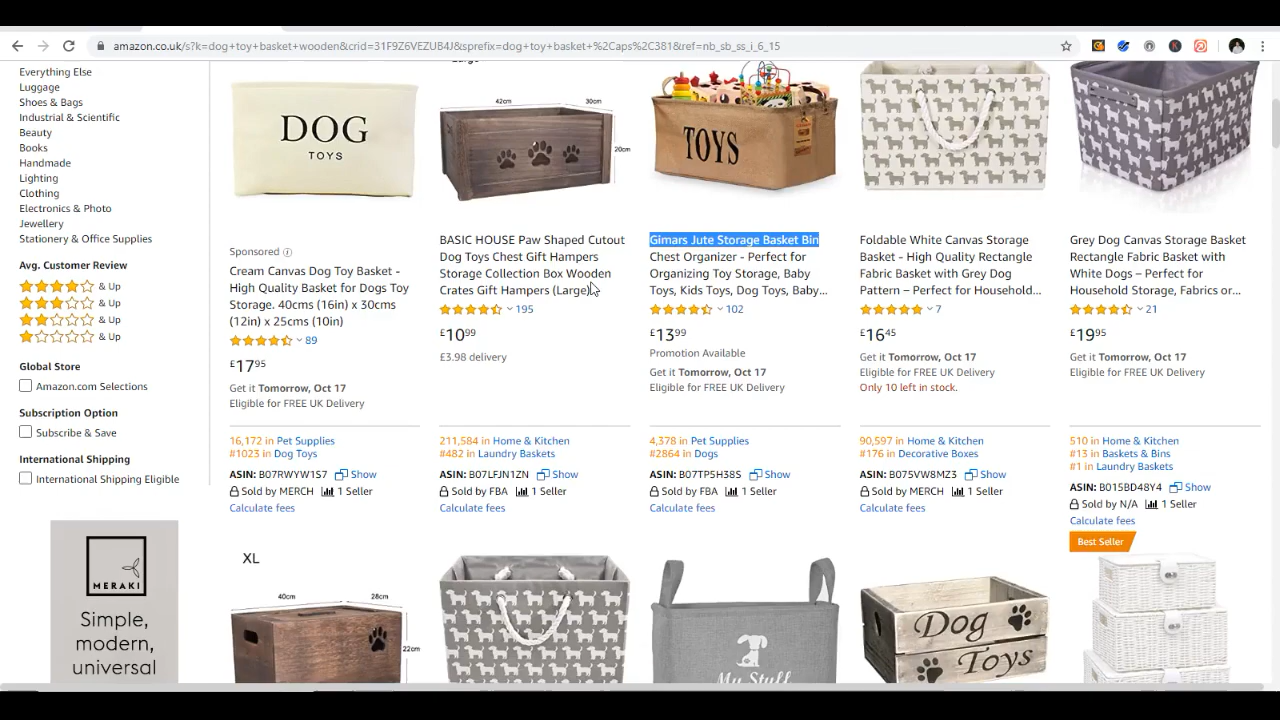 amazon.co.uk/s?k=dog+toy+basket+wooden&crid=31F9Z6VEZUB4J&sprefix=dog+toy+basket+%2Caps%2C381&ref=nb_sb_ss_i_6_15
Everything Else
Luggage
Shoes & Bags
Industrial & Scientific
Beauty
Books
Handmade
Lighting
Clothing
Electronics & Photo
Jewellery
Stationery & Office Supplies
Avg. Customer Review
& Up
& Up
& Up
& Up
Global Store
Amazon.com Selections
Subscription Option
Subscribe & Save
International Shipping
International Shipping Eligible
MERAKI
Simple,
modern,
universal
DOG
TOYS
Sponsored
Cream Canvas Dog Toy Basket -
High Quality Basket for Dogs Toy
Storage. 40cms (16in) x 30cms
(12in) x 25cms (10in)
89
£17.95
Get it Tomorrow, Oct 17
Eligible for FREE UK Delivery
16,172 in Pet Supplies
#1023 in Dog Toys
ASIN: B07RWYW1S7 Show
Sold by MERCH 1 Seller
Calculate fees
Large
42cm
30cm
20cm
BASIC HOUSE Paw Shaped Cutout
Dog Toys Chest Gift Hampers
Storage Collection Box Wooden
Crates Gift Hampers (Large)
195
£10.99
£3.98 delivery
211,584 in Home & Kitchen
#482 in Laundry Baskets
ASIN: B07LFJN1ZN Show
Sold by FBA 1 Seller
Calculate fees
TOYS
Gimars Jute Storage Basket Bin
Chest Organizer - Perfect for
Organizing Toy Storage, Baby
Toys, Kids Toys, Dog Toys, Baby...
102
£13.99
Promotion Available
Get it Tomorrow, Oct 17
Eligible for FREE UK Delivery
4,378 in Pet Supplies
#2864 in Dogs
ASIN: B07TP5H38S Show
Sold by FBA 1 Seller
Calculate fees
Foldable White Canvas Storage
Basket – High Quality Rectangle
Fabric Basket with Grey Dog
Pattern – Perfect for Household...
7
£16.45
Get it Tomorrow, Oct 17
Eligible for FREE UK Delivery
Only 10 left in stock.
90,597 in Home & Kitchen
#176 in Decorative Boxes
ASIN: B075VW8MZ3 Show
Sold by MERCH 1 Seller
Calculate fees
Grey Dog Canvas Storage Basket
Rectangle Fabric Basket with
White Dogs – Perfect for
Household Storage, Fabrics or...
21
£19.95
Get it Tomorrow, Oct 17
Eligible for FREE UK Delivery
510 in Home & Kitchen
#13 in Baskets & Bins
#1 in Laundry Baskets
ASIN: B015BD48Y4 Show
Sold by N/A 1 Seller
Calculate fees
Best Seller
XL
40cm
28cm
22cm
My Stuff
Dog
Toys